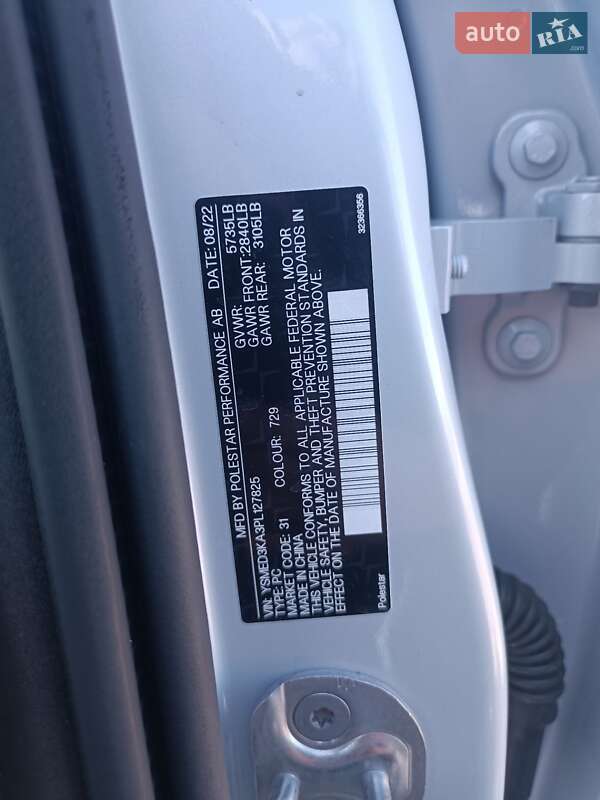 auto RIA .com
MFD BY POLESTAR PERFORMANCE AB DATE: 08/22
VIN: YSMED3KA3PL127825 GVWR: 5735LB
TYPE: PC GAWR FRONT: 2840LB
MARKET CODE: 31 COLOUR: 729 GAWR REAR: 3105LB
MADE IN CHINA
THIS VEHICLE CONFORMS TO ALL APPLICABLE FEDERAL MOTOR
VEHICLE SAFETY, BUMPER AND THEFT PREVENTION STANDARDS IN
EFFECT ON THE DATE OF MANUFACTURE SHOWN ABOVE.
Polestar 32366356